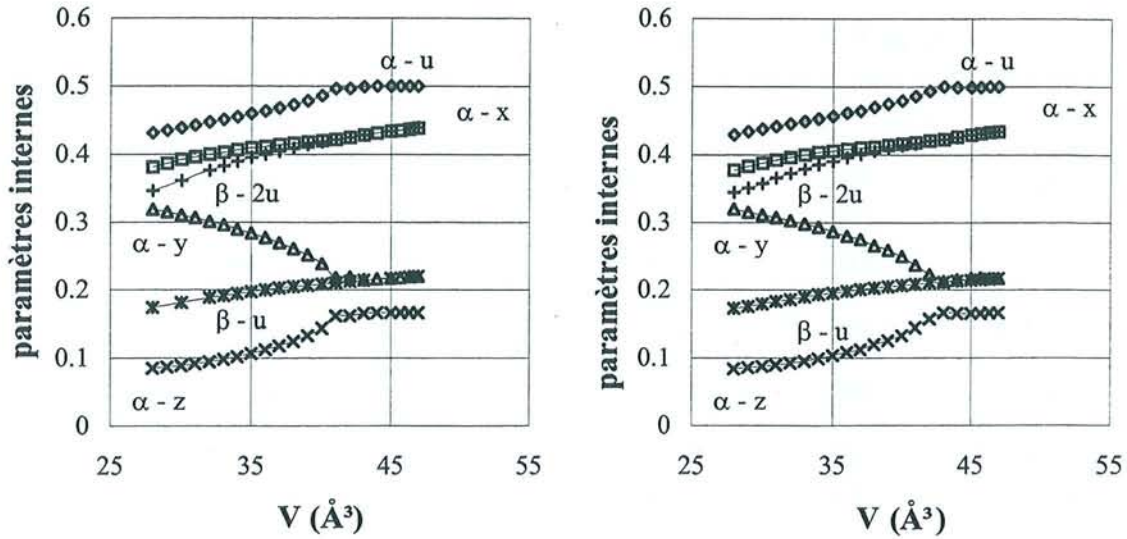 paramètres internes
0.6
0.5
0.4
0.3
0.2
0.1
0
α - u
α - x
β - 2u
α - y
β - u
α - z
25
35
45
55
V (Å³)
paramètres internes
0.6
0.5
0.4
0.3
0.2
0.1
0
α - u
α - x
β - 2u
α - y
β - u
α - z
25
35
45
55
V (Å³)